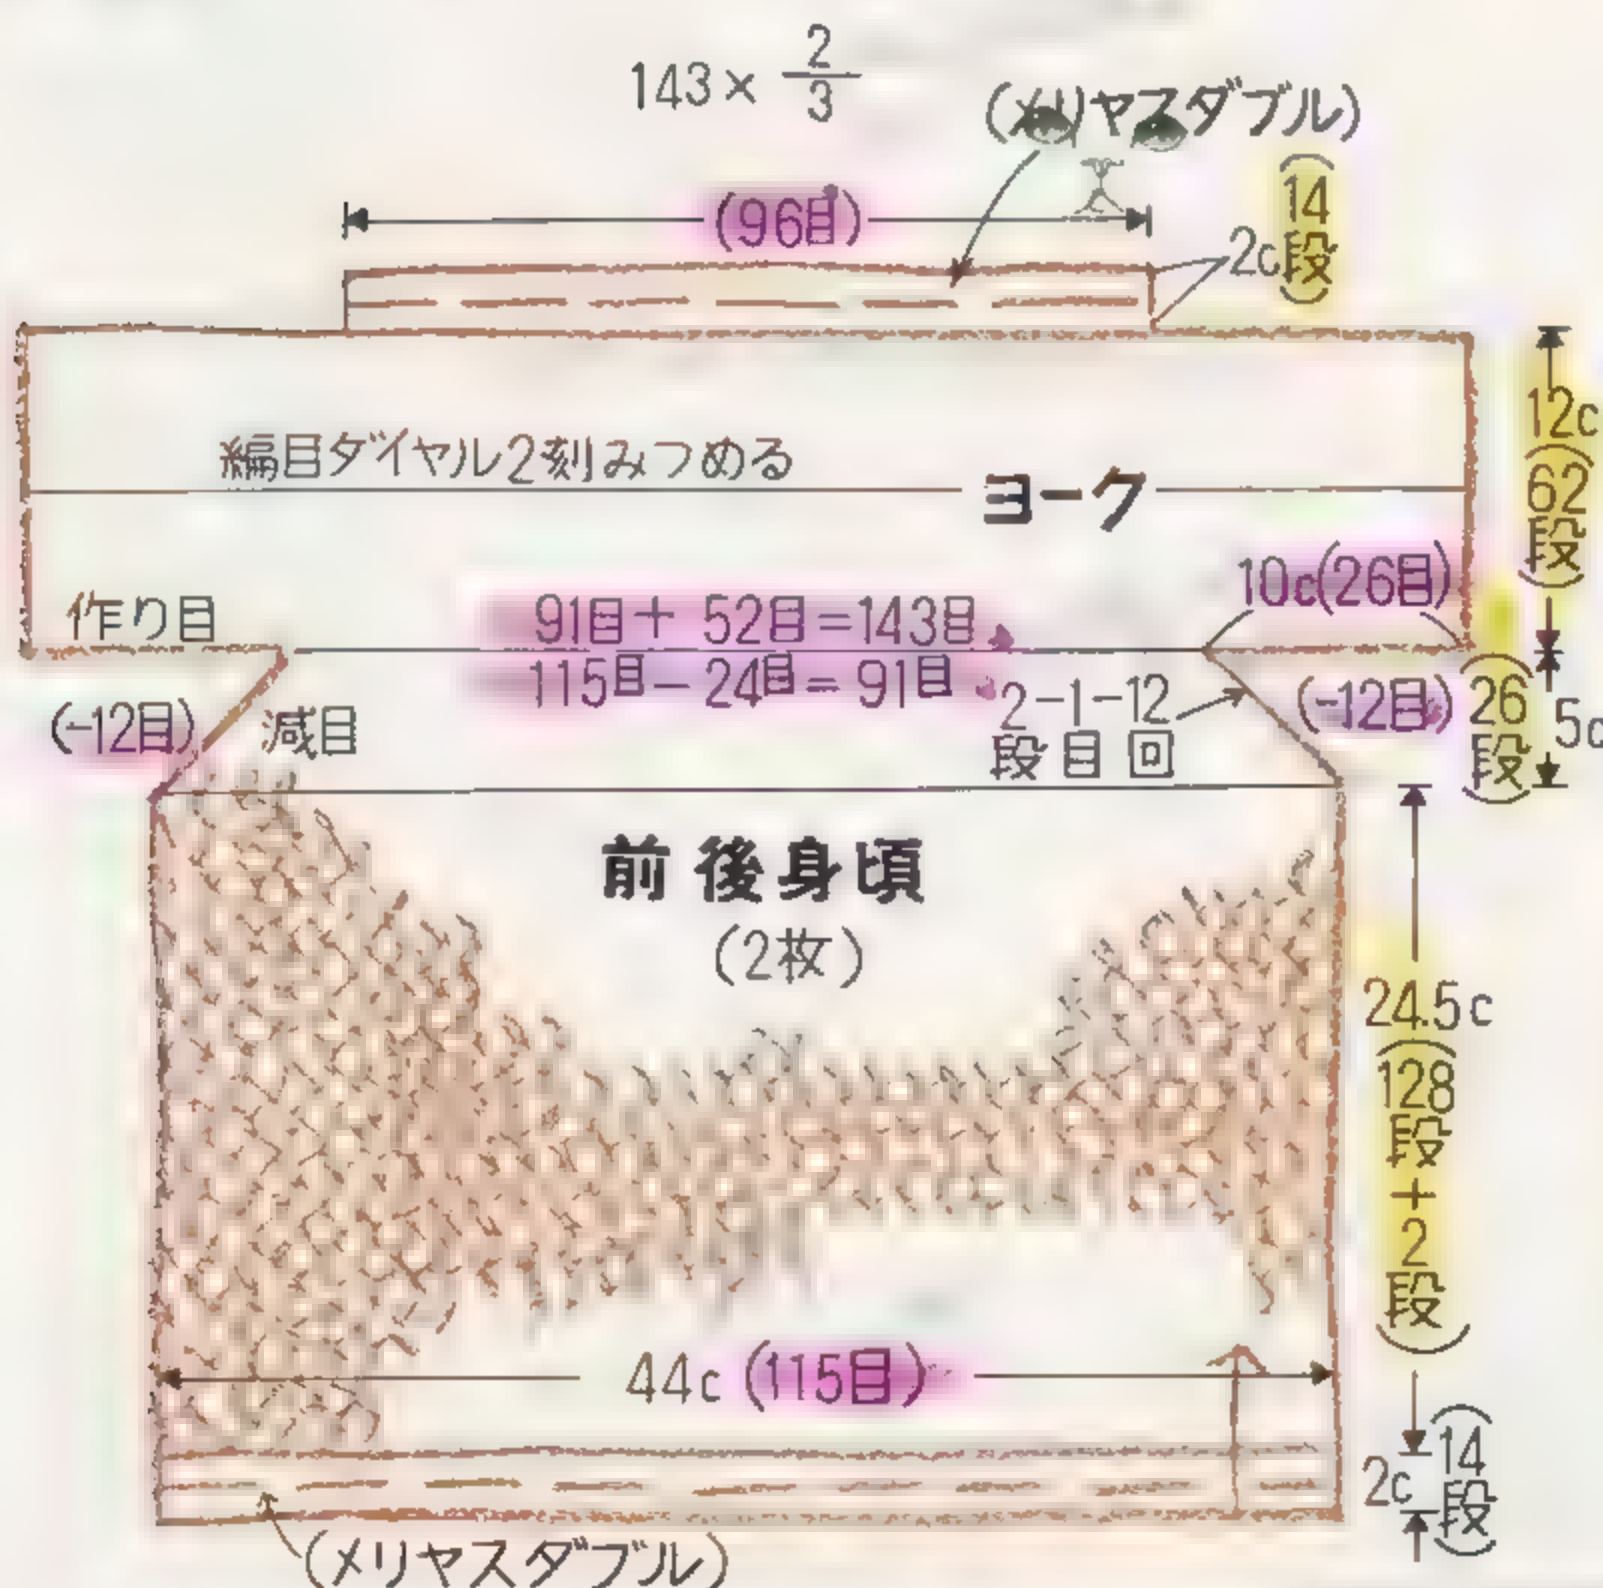 143 × 2/3
(メリヤスダブル)
(96目)
2c(14段)
12c(62段)
編目ダイヤル2刻みつめる
ヨーク
10c(26目)
作り目
91目+52目=143目
115目-24目=91目
(-12目)
減目
2-1-12
段目回
(-12目)
(26段)
5c
前後身頃
(2枚)
24.5c
(128段+2段)
44c(115目)
2c(14段)
(メリヤスダブル)